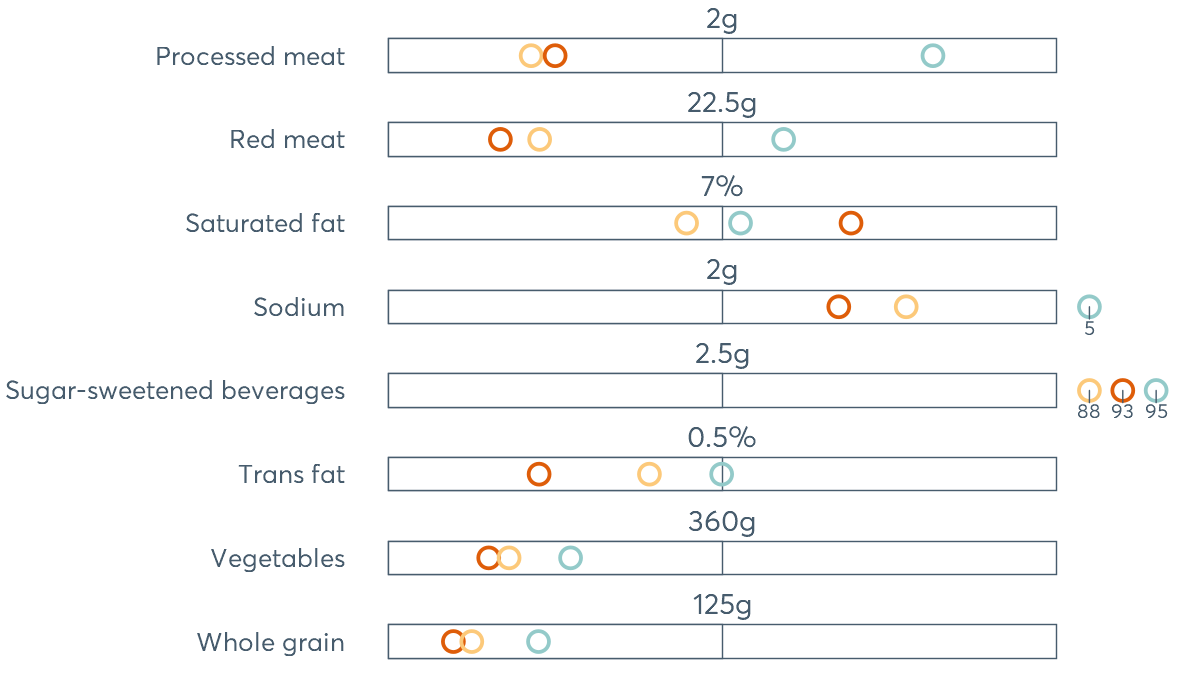 2g
Processed meat
22.5g
Red meat
7%
Saturated fat
2g
Sodium
5
2.5g
Sugar-sweetened beverages
88 93 95
0.5%
Trans fat
360g
Vegetables
125g
Whole grain